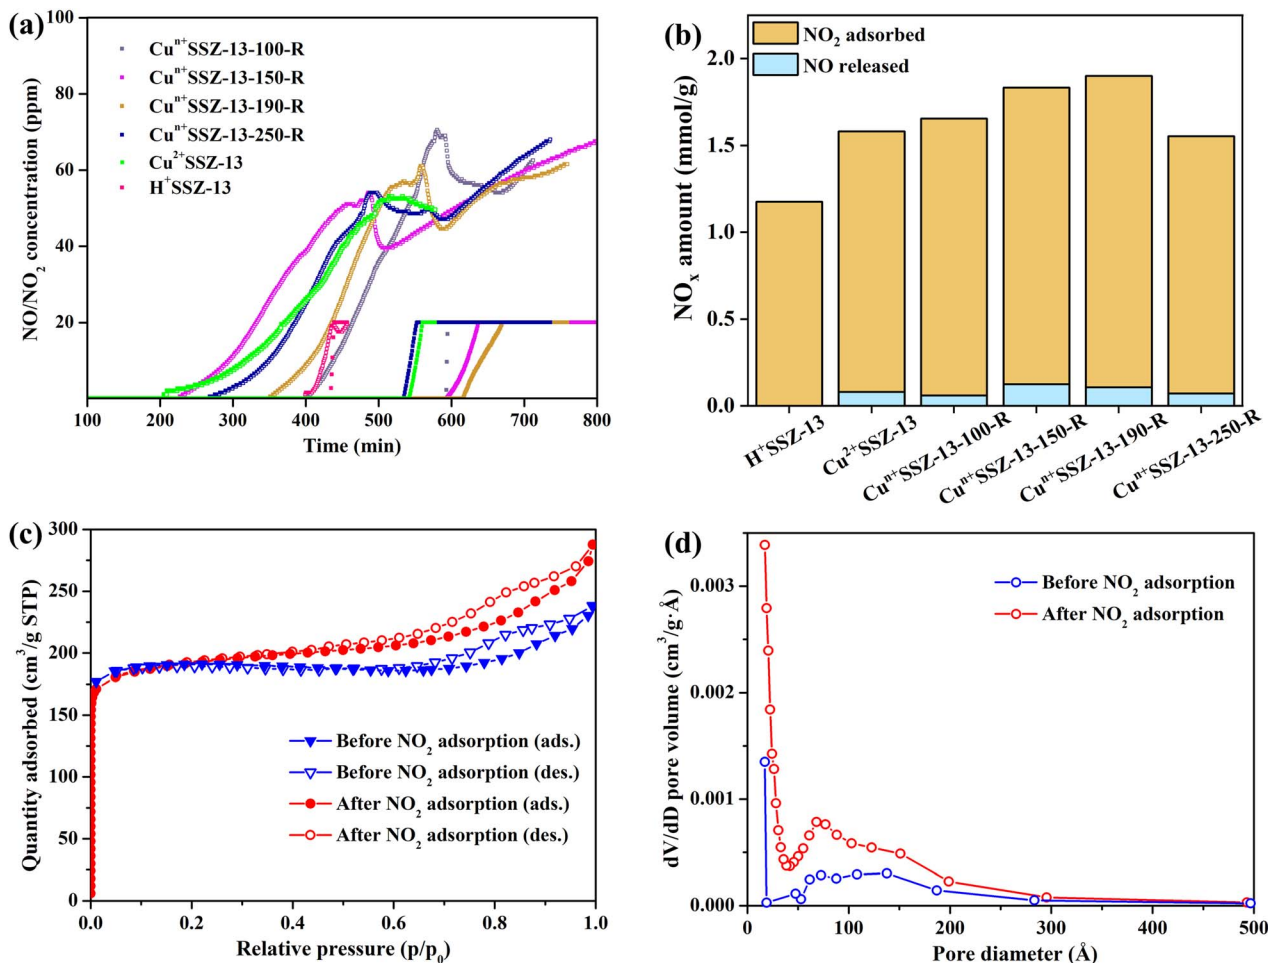 (a)
Cuⁿ⁺SSZ-13-100-R
Cuⁿ⁺SSZ-13-150-R
Cuⁿ⁺SSZ-13-190-R
Cuⁿ⁺SSZ-13-250-R
Cu²⁺SSZ-13
H⁺SSZ-13
NO/NO₂ concentration (ppm)
100
80
60
40
20
100 200 300 400 500 600 700 800
Time (min)
(b)
NO₂ adsorbed
NO released
NOₓ amount (mmol/g)
2.0
1.5
1.0
0.5
0.0
H⁺SSZ-13
Cu²⁺SSZ-13
Cuⁿ⁺SSZ-13-100-R
Cuⁿ⁺SSZ-13-150-R
Cuⁿ⁺SSZ-13-190-R
Cuⁿ⁺SSZ-13-250-R
(c)
Quantity adsorbed (cm³/g STP)
300
250
200
150
100
50
0
Before NO₂ adsorption (ads.)
Before NO₂ adsorption (des.)
After NO₂ adsorption (ads.)
After NO₂ adsorption (des.)
0.0 0.2 0.4 0.6 0.8 1.0
Relative pressure (p/p₀)
(d)
Before NO₂ adsorption
After NO₂ adsorption
dV/dD pore volume (cm³/g·Å)
0.003
0.002
0.001
0.000
0 100 200 300 400 500
Pore diameter (Å)